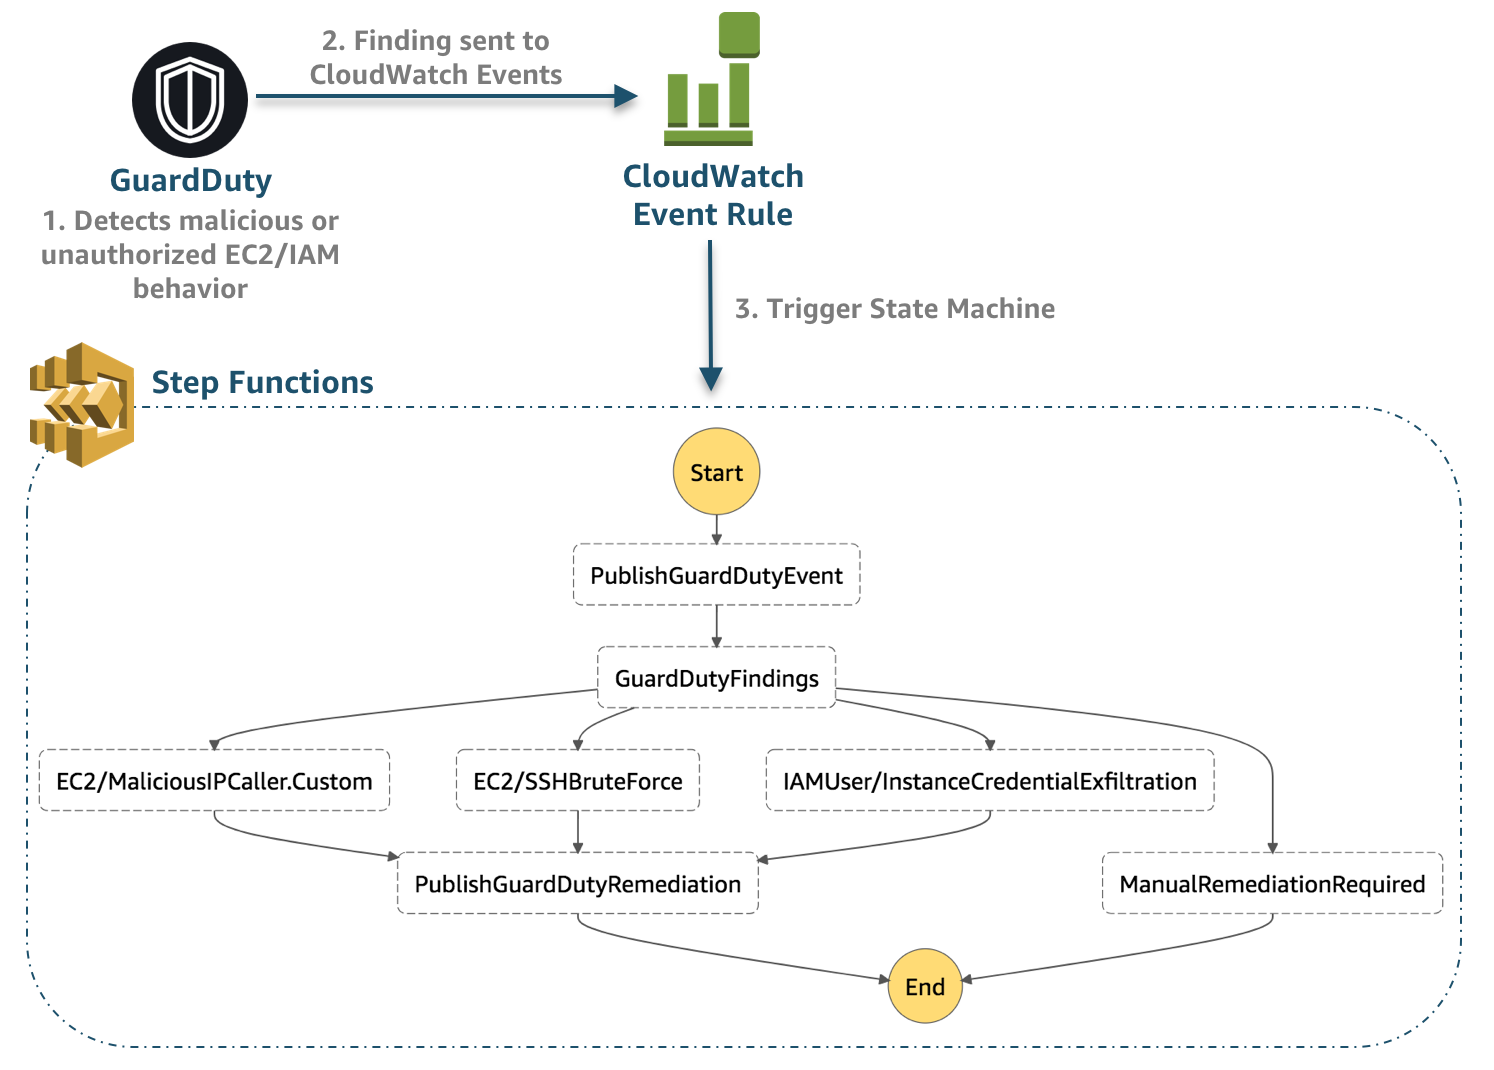 2. Finding sent to
CloudWatch Events
GuardDuty
1. Detects malicious or
unauthorized EC2/IAM
behavior
CloudWatch
Event Rule
3. Trigger State Machine
Step Functions
Start
PublishGuardDutyEvent
GuardDutyFindings
EC2/MaliciousIPCaller.Custom
EC2/SSHBruteForce
IAMUser/InstanceCredentialExfiltration
PublishGuardDutyRemediation
ManualRemediationRequired
End